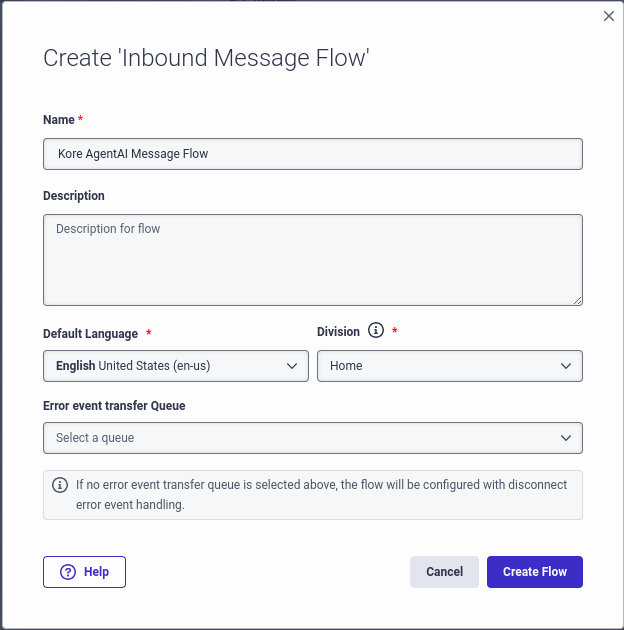 Create 'Inbound Message Flow'
Name *
Kore AgentAI Message Flow
Description
Description for flow
Default Language *
Division *
English United States (en-us)
Home
Error event transfer Queue
Select a queue
If no error event transfer queue is selected above, the flow will be configured with disconnect
error event handling.
Help
Cancel
Create Flow